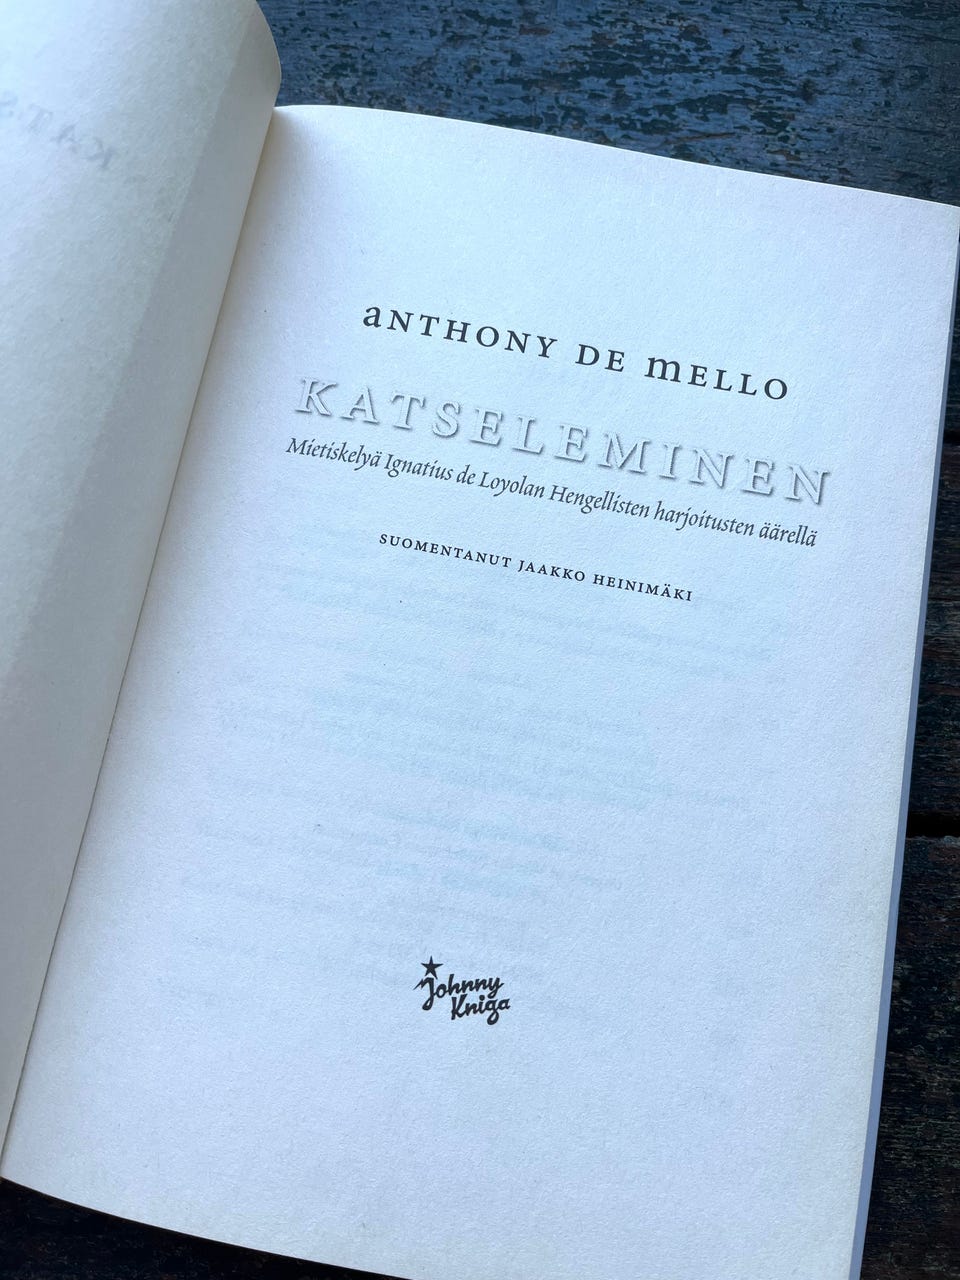 aNTHONY DE mELLO
KATSELEMINEN
Mietiskelyä Ignatius de Loyolan Hengellisten harjoitusten äärellä
SUOMENTANUT JAAKKO HEINIMÄKI
Johnny
Kniga